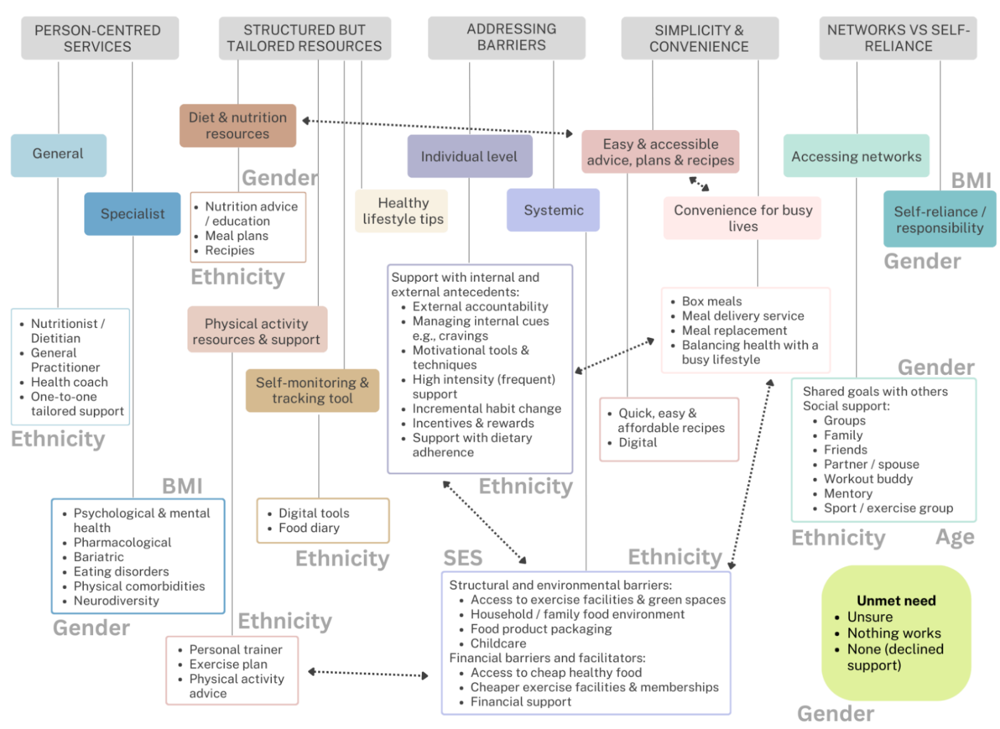 PERSON-CENTRED
SERVICES
STRUCTURED BUT
TAILORED RESOURCES
ADDRESSING
BARRIERS
SIMPLICITY &
CONVENIENCE
NETWORKS VS SELF-
RELIANCE
General
Specialist
Diet & nutrition
resources
Gender
Nutrition advice
/ education
Meal plans
Recipies
Ethnicity
Healthy
lifestyle tips
Individual level
Systemic
Easy & accessible
advice, plans & recipes
Convenience for busy
lives
Accessing networks
BMI
Self-reliance /
responsibility
Gender
Nutritionist /
Dietitian
General
Practitioner
Health coach
One-to-one
tailored support
Ethnicity
Physical activity
resources & support
Self-monitoring &
tracking tool
Support with internal and
external antecedents:
External accountability
Managing internal cues
e.g., cravings
Motivational tools &
techniques
High intensity (frequent)
support
Incremental habit change
Incentives & rewards
Support with dietary
adherence
Ethnicity
Box meals
Meal delivery service
Meal replacement
Balancing health with a
busy lifestyle
Quick, easy &
affordable recipes
Digital
Gender
Shared goals with others
Social support:
Groups
Family
Friends
Partner / spouse
Workout buddy
Mentory
Sport / exercise group
Ethnicity
Age
BMI
Psychological & mental
health
Pharmacological
Bariatric
Eating disorders
Physical comorbidities
Neurodiversity
Gender
Digital tools
Food diary
Ethnicity
Ethnicity
Personal trainer
Exercise plan
Physical activity
advice
SES
Ethnicity
Structural and environmental barriers:
Access to exercise facilities & green spaces
Household / family food environment
Food product packaging
Childcare
Financial barriers and facilitators:
Access to cheap healthy food
Cheaper exercise facilities & memberships
Financial support
Unmet need
Unsure
Nothing works
None (declined
support)
Gender